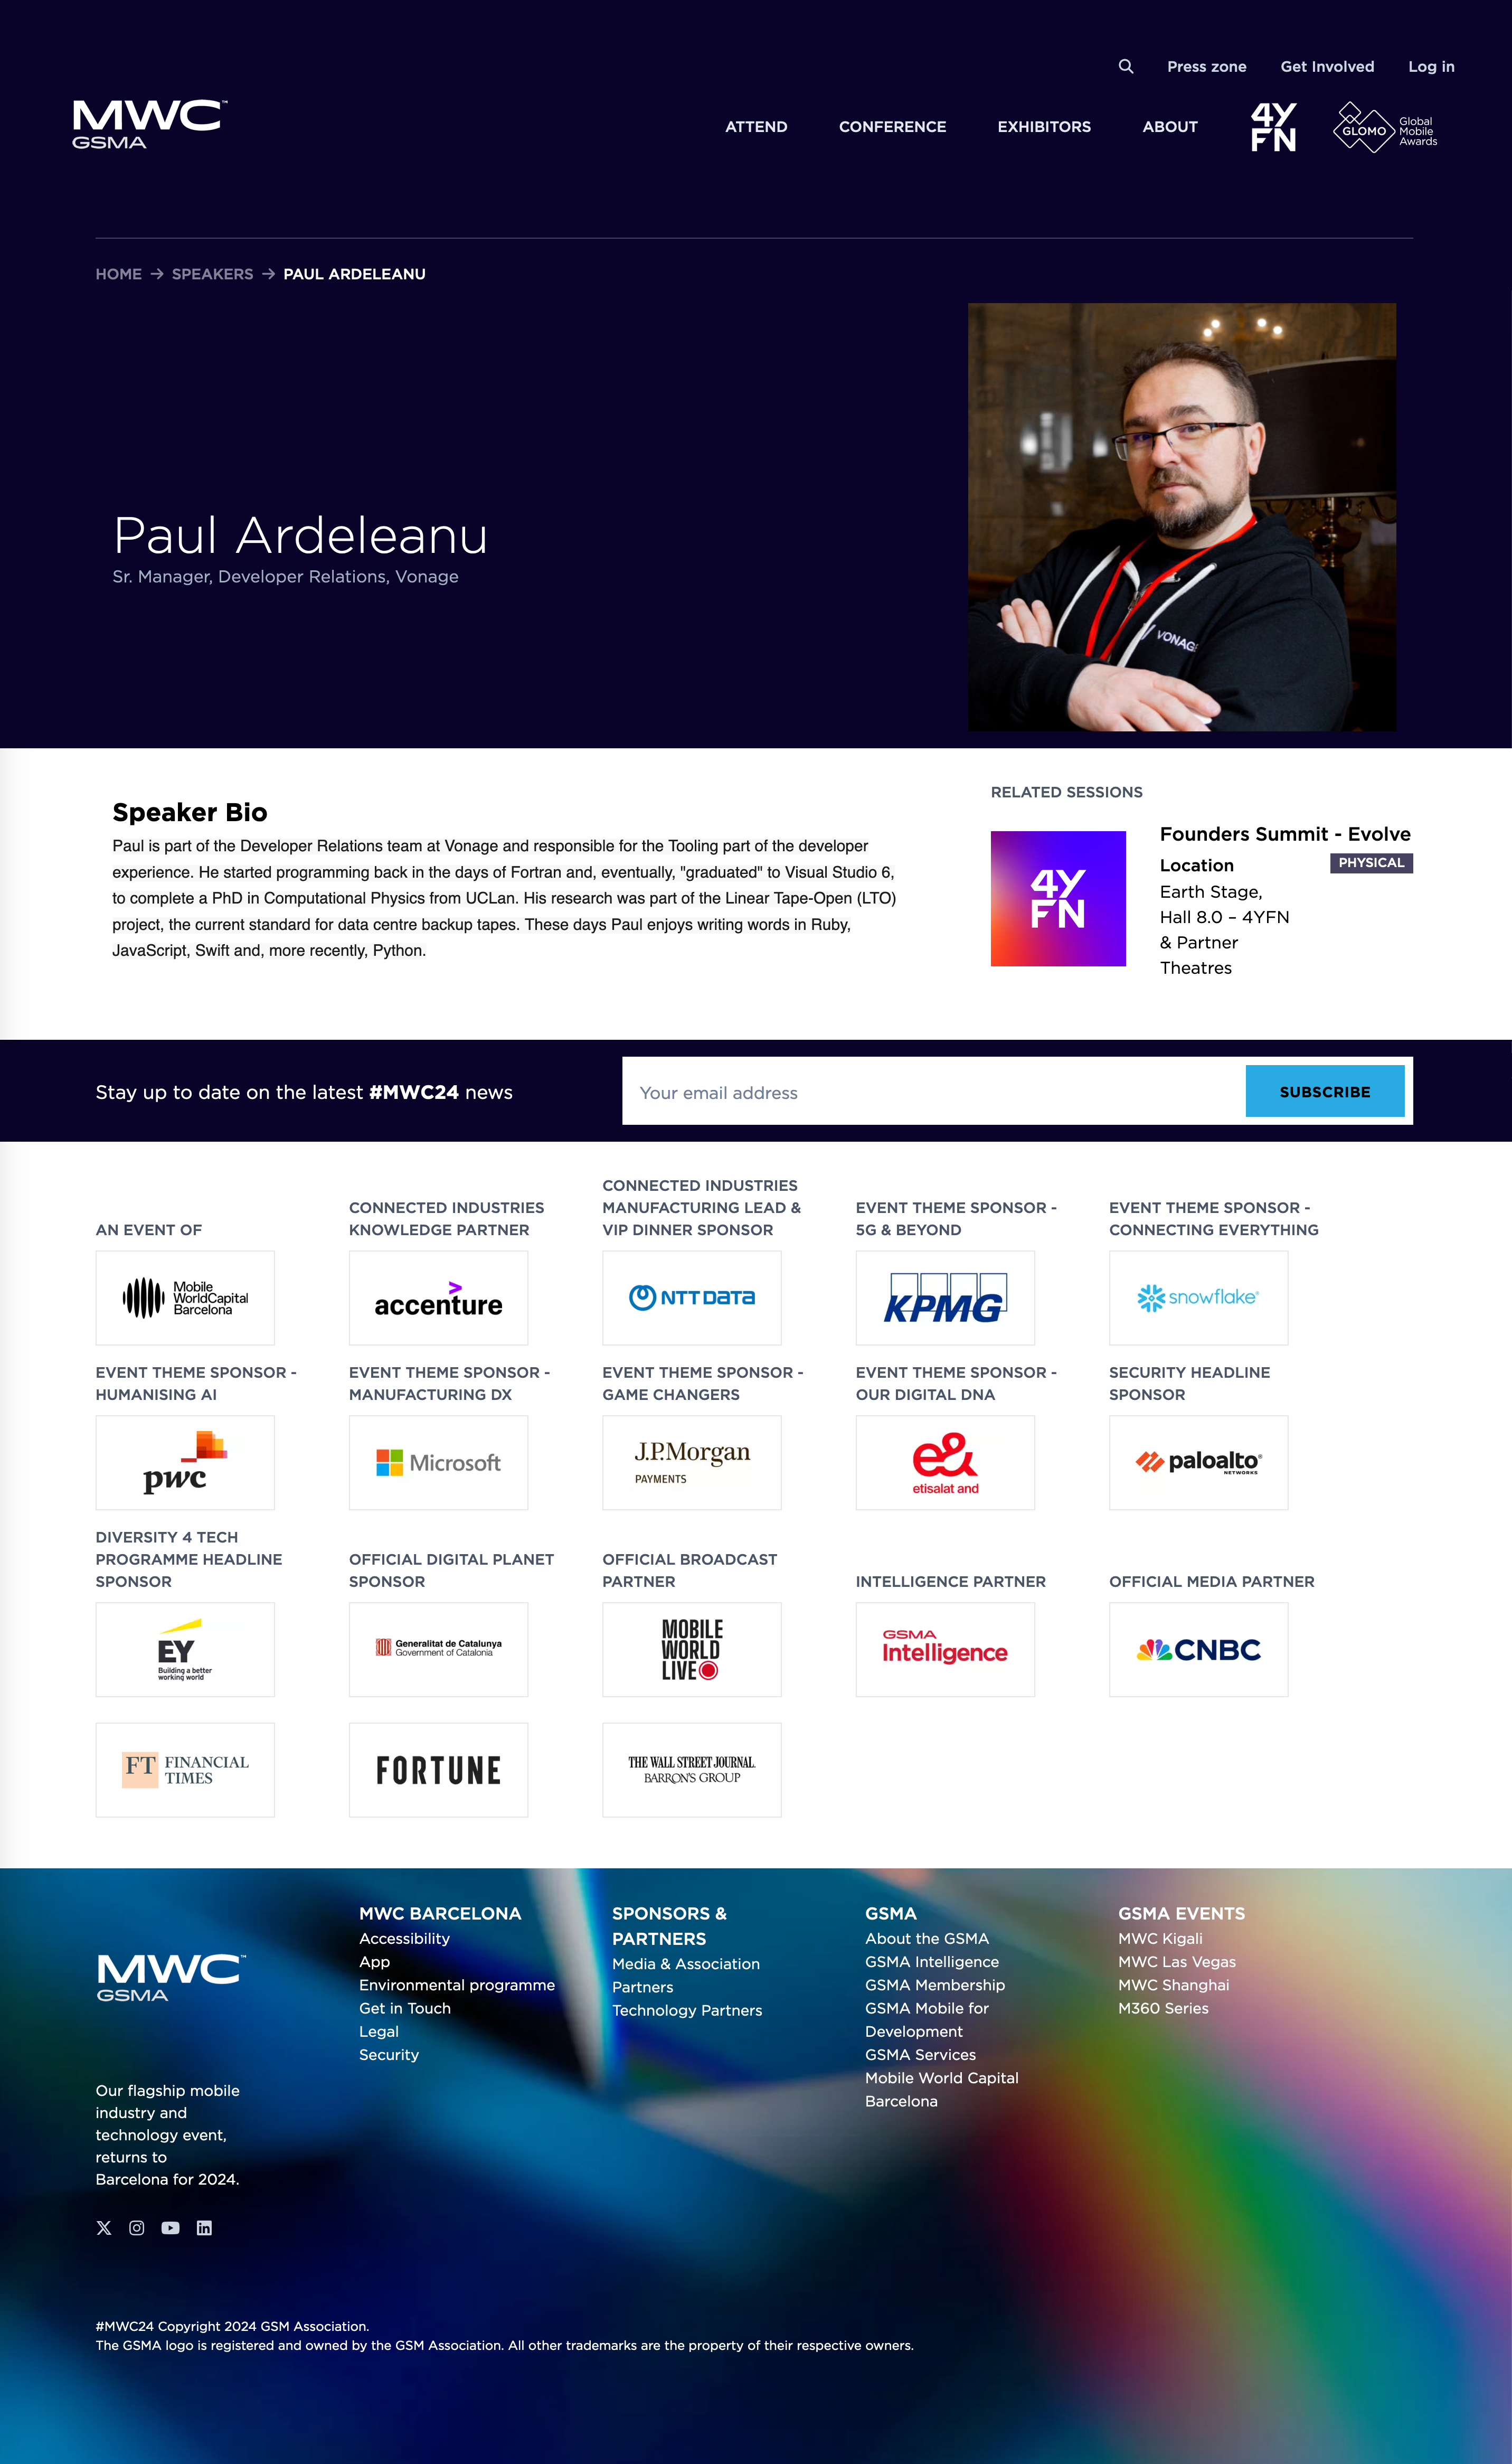 Press zone Get Involved Log in
MWC™
GSMA
ATTEND CONFERENCE EXHIBITORS ABOUT
4Y
FN
GLOMO
Global
Mobile
Awards
HOME → SPEAKERS → PAUL ARDELEANU
Paul Ardeleanu
Sr. Manager, Developer Relations, Vonage
VONAGE
Speaker Bio
Paul is part of the Developer Relations team at Vonage and responsible for the Tooling part of the developer
experience. He started programming back in the days of Fortran and, eventually, "graduated" to Visual Studio 6,
to complete a PhD in Computational Physics from UCLan. His research was part of the Linear Tape-Open (LTO)
project, the current standard for data centre backup tapes. These days Paul enjoys writing words in Ruby,
JavaScript, Swift and, more recently, Python.
RELATED SESSIONS
4Y
FN
Founders Summit - Evolve
Location
PHYSICAL
Earth Stage,
Hall 8.0 – 4YFN
& Partner
Theatres
Stay up to date on the latest #MWC24 news
Your email address
SUBSCRIBE
AN EVENT OF
Mobile
WorldCapital
Barcelona
CONNECTED INDUSTRIES
KNOWLEDGE PARTNER
accenture
CONNECTED INDUSTRIES
MANUFACTURING LEAD &
VIP DINNER SPONSOR
NTT DATA
EVENT THEME SPONSOR -
5G & BEYOND
KPMG
EVENT THEME SPONSOR -
CONNECTING EVERYTHING
snowflake®
EVENT THEME SPONSOR -
HUMANISING AI
pwc
EVENT THEME SPONSOR -
MANUFACTURING DX
Microsoft
EVENT THEME SPONSOR -
GAME CHANGERS
J.P.Morgan
PAYMENTS
EVENT THEME SPONSOR -
OUR DIGITAL DNA
e&
etisalat and
SECURITY HEADLINE
SPONSOR
paloalto®
NETWORKS
DIVERSITY 4 TECH
PROGRAMME HEADLINE
SPONSOR
EY
Building a better
working world
OFFICIAL DIGITAL PLANET
SPONSOR
Generalitat de Catalunya
Government of Catalonia
OFFICIAL BROADCAST
PARTNER
MOBILE
WORLD
LIVE
INTELLIGENCE PARTNER
GSMA
Intelligence
OFFICIAL MEDIA PARTNER
CNBC
FT
FINANCIAL
TIMES
FORTUNE
THE WALL STREET JOURNAL.
BARRON'S GROUP
MWC™
GSMA
Our flagship mobile
industry and
technology event,
returns to
Barcelona for 2024.
MWC BARCELONA
Accessibility
App
Environmental programme
Get in Touch
Legal
Security
SPONSORS &
PARTNERS
Media & Association
Partners
Technology Partners
GSMA
About the GSMA
GSMA Intelligence
GSMA Membership
GSMA Mobile for
Development
GSMA Services
Mobile World Capital
Barcelona
GSMA EVENTS
MWC Kigali
MWC Las Vegas
MWC Shanghai
M360 Series
#MWC24 Copyright 2024 GSM Association.
The GSMA logo is registered and owned by the GSM Association. All other trademarks are the property of their respective owners.